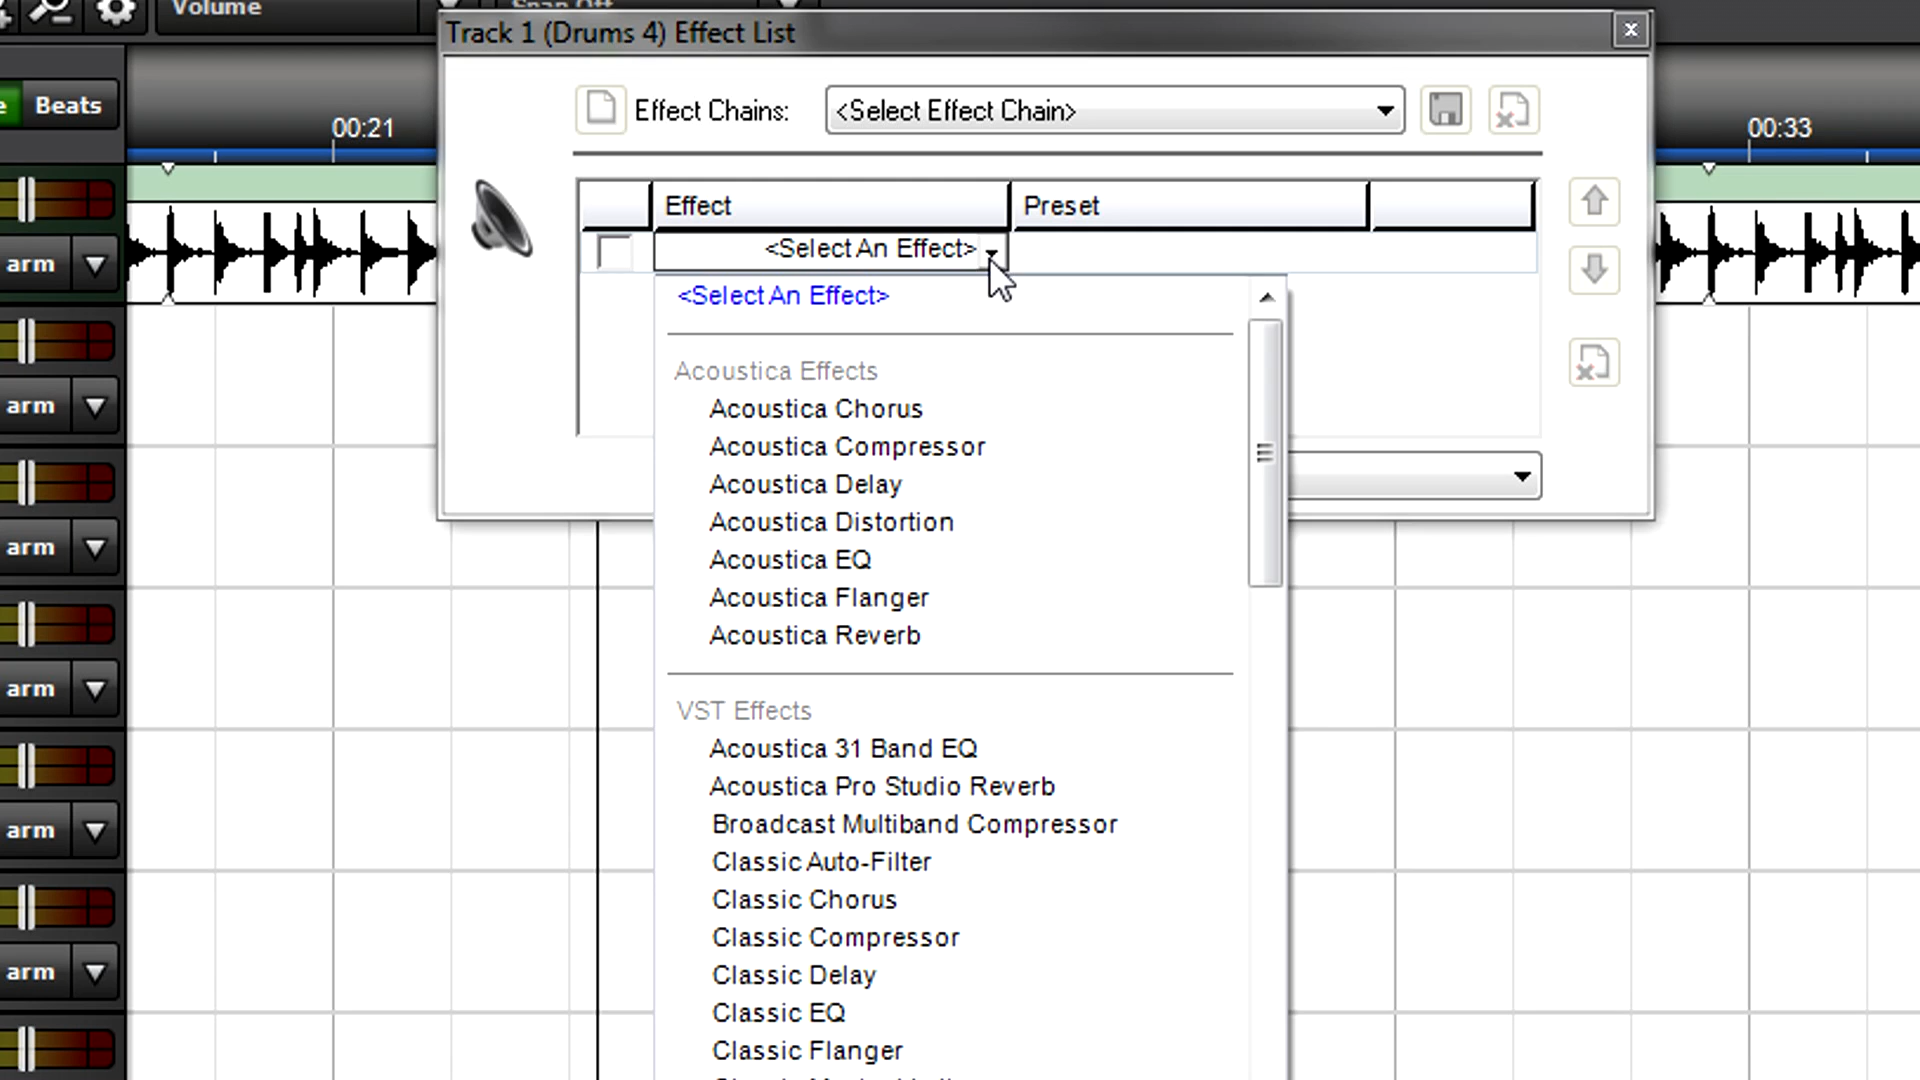 Volume
Snap Off
Track 1 (Drums 4) Effect List
Beats
Effect Chains:
<Select Effect Chain>
00:21
00:33
Effect
Preset
<Select An Effect>
arm
<Select An Effect>
Acoustica Effects
Acoustica Chorus
arm
Acoustica Compressor
Acoustica Delay
Acoustica Distortion
arm
Acoustica EQ
Acoustica Flanger
Acoustica Reverb
arm
VST Effects
Acoustica 31 Band EQ
Acoustica Pro Studio Reverb
Broadcast Multiband Compressor
arm
Classic Auto-Filter
Classic Chorus
Classic Compressor
arm
Classic Delay
Classic EQ
Classic Flanger